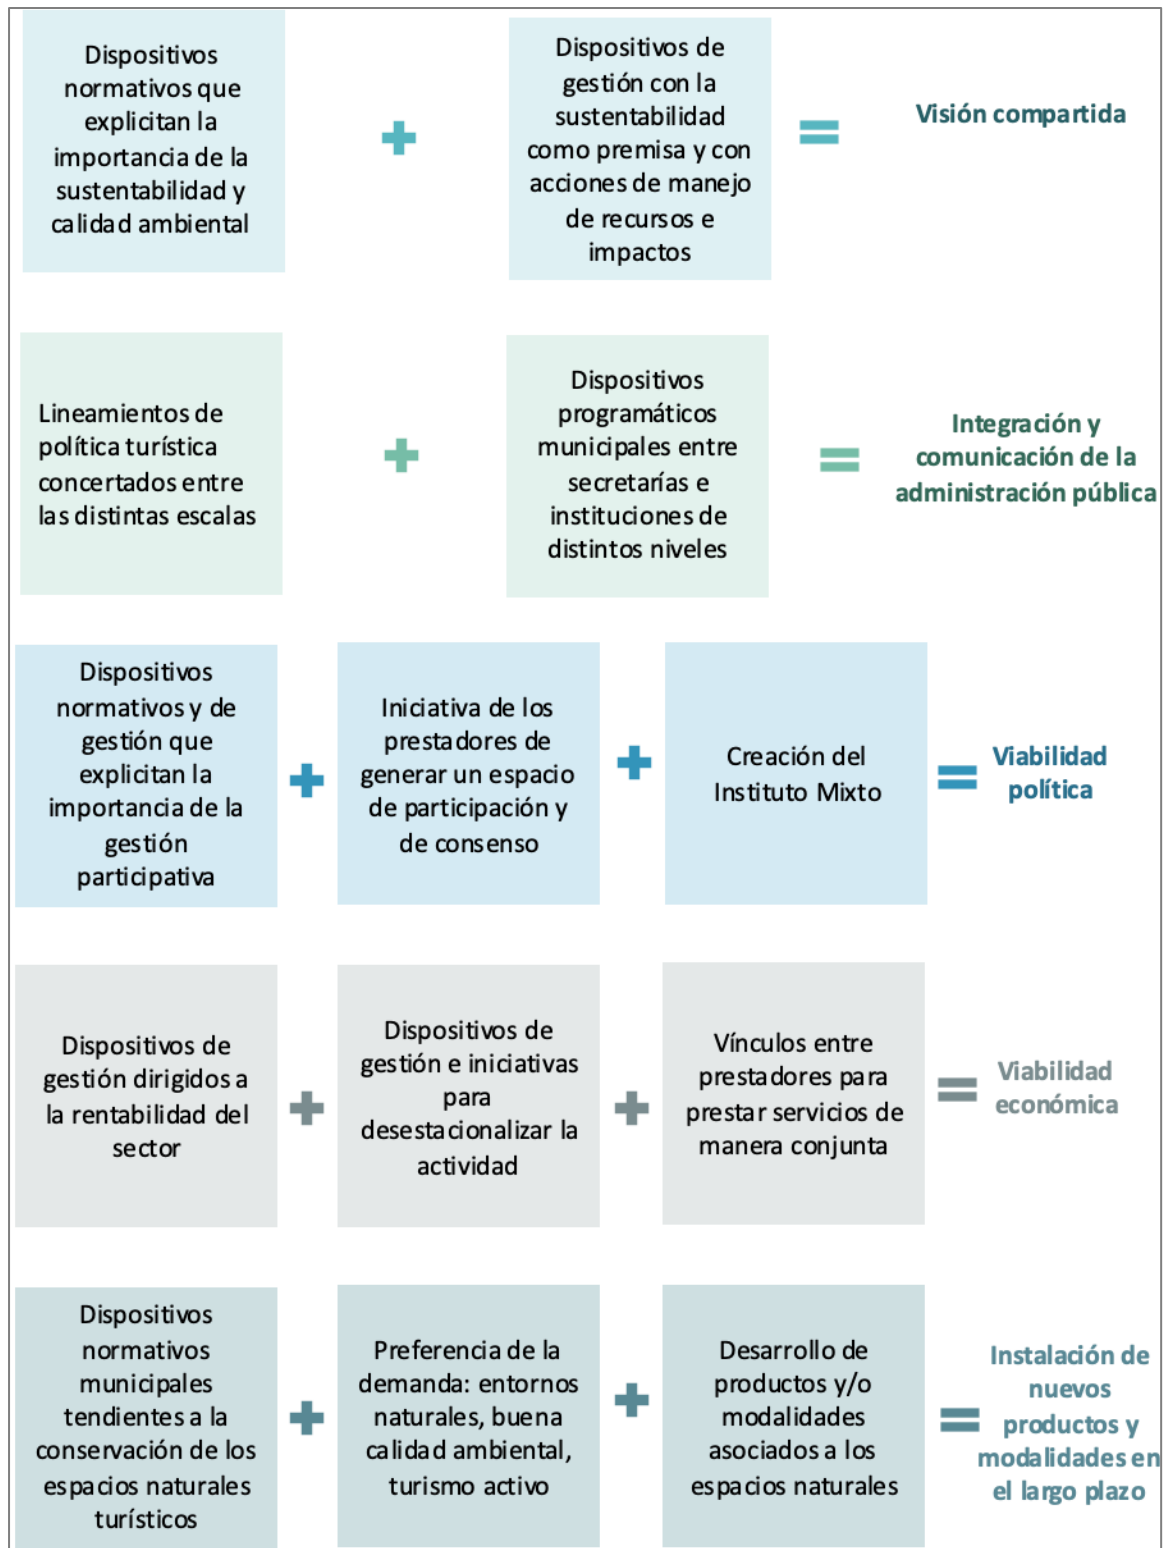 Dispositivos
normativos que
explicitan la
importancia de la
sustentabilidad y
calidad ambiental
+
Dispositivos de
gestión con la
sustentabilidad
como premisa y con
acciones de manejo
de recursos e
impactos
=
Visión compartida
Lineamientos de
política turística
concertados entre
las distintas escalas
+
Dispositivos
programáticos
municipales entre
secretarías e
instituciones de
distintos niveles
=
Integración y
comunicación de la
administración pública
Dispositivos
normativos y de
gestión que
explicitan la
importancia de la
gestión
participativa
+
Iniciativa de los
prestadores de
generar un espacio
de participación y
de consenso
+
Creación del
Instituto Mixto
=
Viabilidad
política
Dispositivos de
gestión dirigidos a
la rentabilidad del
sector
+
Dispositivos de
gestión e iniciativas
para
desestacionalizar la
actividad
+
Vínculos entre
prestadores para
prestar servicios de
manera conjunta
=
Viabilidad
económica
Dispositivos
normativos
municipales
tendientes a la
conservación de los
espacios naturales
turísticos
+
Preferencia de la
demanda: entornos
naturales, buena
calidad ambiental,
turismo activo
+
Desarrollo de
productos y/o
modalidades
asociados a los
espacios naturales
=
Instalación de
nuevos
productos y
modalidades en
el largo plazo